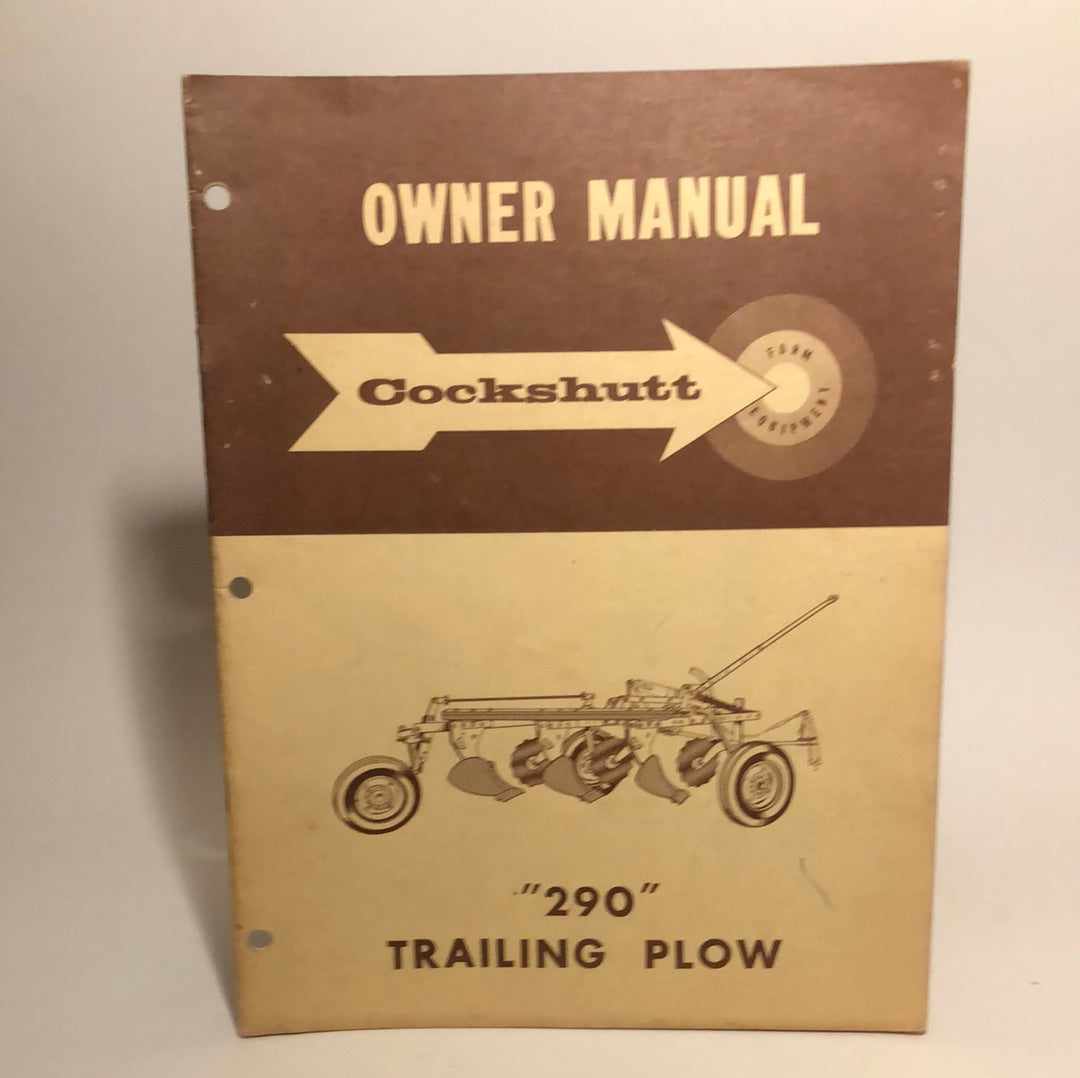 OWNER MANUAL
Cockshutt
FARM
EQUIPMENT
"290"
TRAILING PLOW